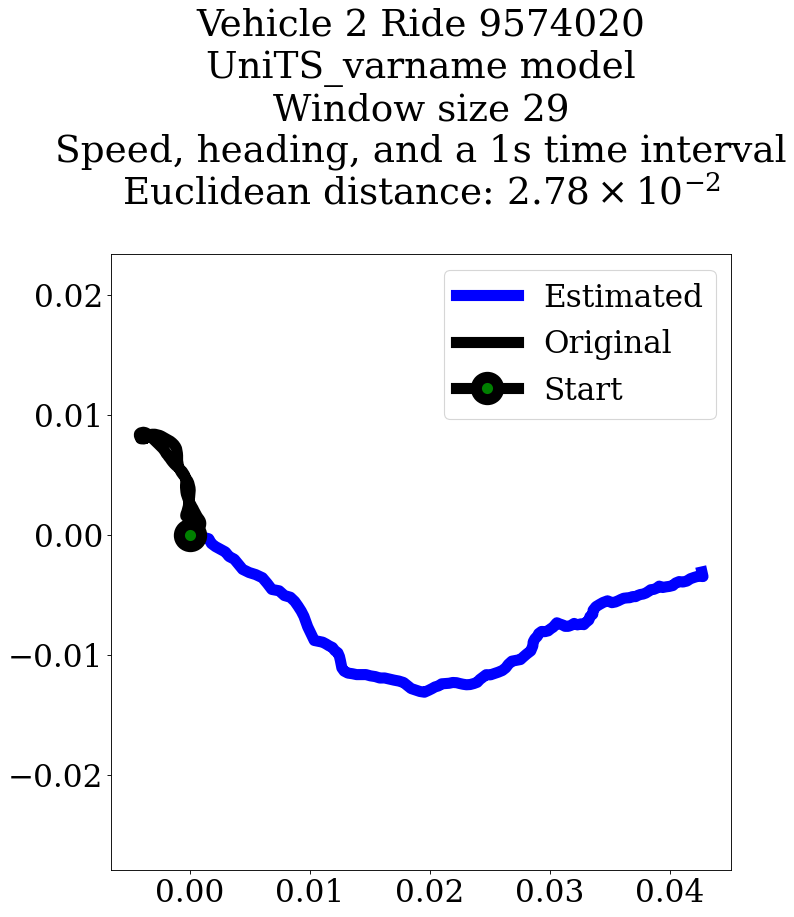 Vehicle 2 Ride 9574020
UniTS_varname model
Window size 29
Speed, heading, and a 1s time interval
Euclidean distance: 2.78 × 10⁻²
Estimated
Original
Start
0.02
0.01
0.00
−0.01
−0.02
0.00 0.01 0.02 0.03 0.04